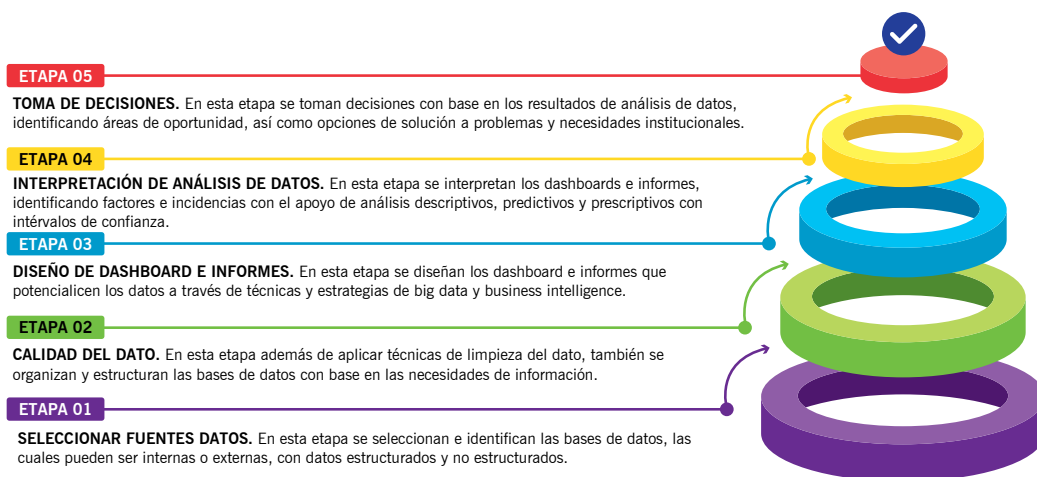 ETAPA 05
TOMA DE DECISIONES. En esta etapa se toman decisiones con base en los resultados de análisis de datos,
identificando áreas de oportunidad, así como opciones de solución a problemas y necesidades institucionales.
ETAPA 04
INTERPRETACIÓN DE ANÁLISIS DE DATOS. En esta etapa se interpretan los dashboards e informes,
identificando factores e incidencias con el apoyo de análisis descriptivos, predictivos y prescriptivos con
intérvalos de confianza.
ETAPA 03
DISEÑO DE DASHBOARD E INFORMES. En esta etapa se diseñan los dashboard e informes que
potencialicen los datos a través de técnicas y estrategias de big data y business intelligence.
ETAPA 02
CALIDAD DEL DATO. En esta etapa además de aplicar técnicas de limpieza del dato, también se
organizan y estructuran las bases de datos con base en las necesidades de información.
ETAPA 01
SELECCIONAR FUENTES DATOS. En esta etapa se seleccionan e identifican las bases de datos, las
cuales pueden ser internas o externas, con datos estructurados y no estructurados.